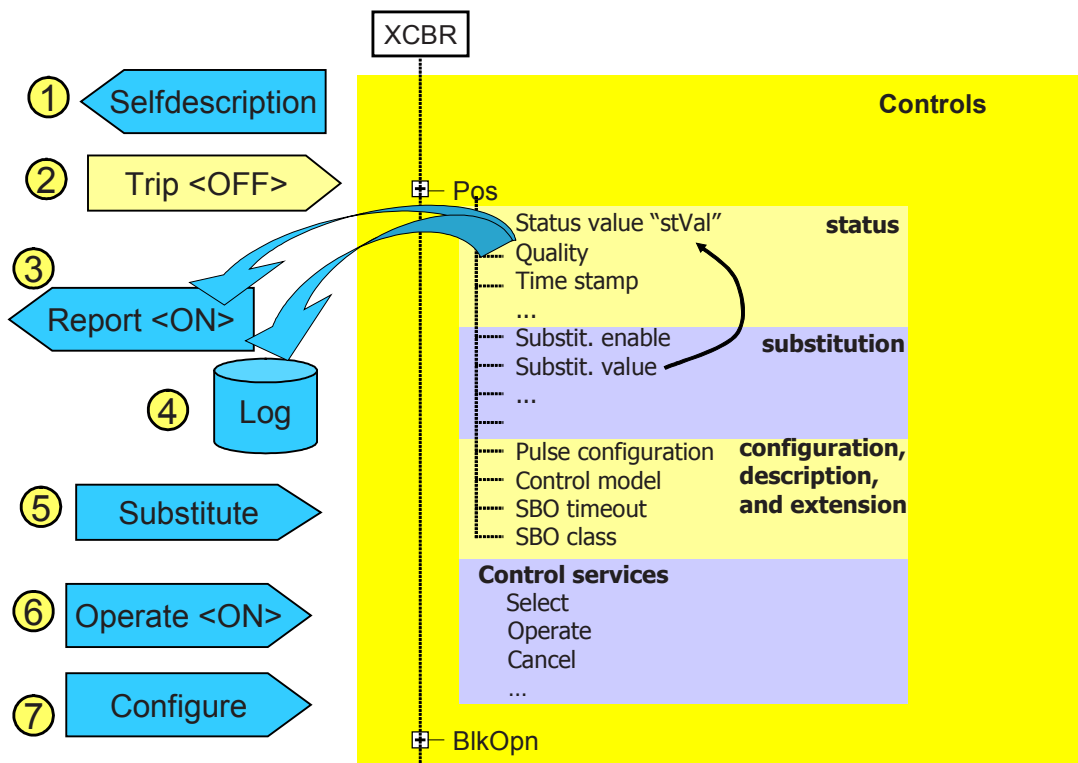 XCBR
Controls
1 Selfdescription
2 Trip <OFF>
3 Report <ON>
4 Log
5 Substitute
6 Operate <ON>
7 Configure
Pos
status
Status value “stVal”
Quality
Time stamp
...
substitution
Substit. enable
Substit. value
...
configuration,
description,
and extension
Pulse configuration
Control model
SBO timeout
SBO class
Control services
Select
Operate
Cancel
...
BlkOpn